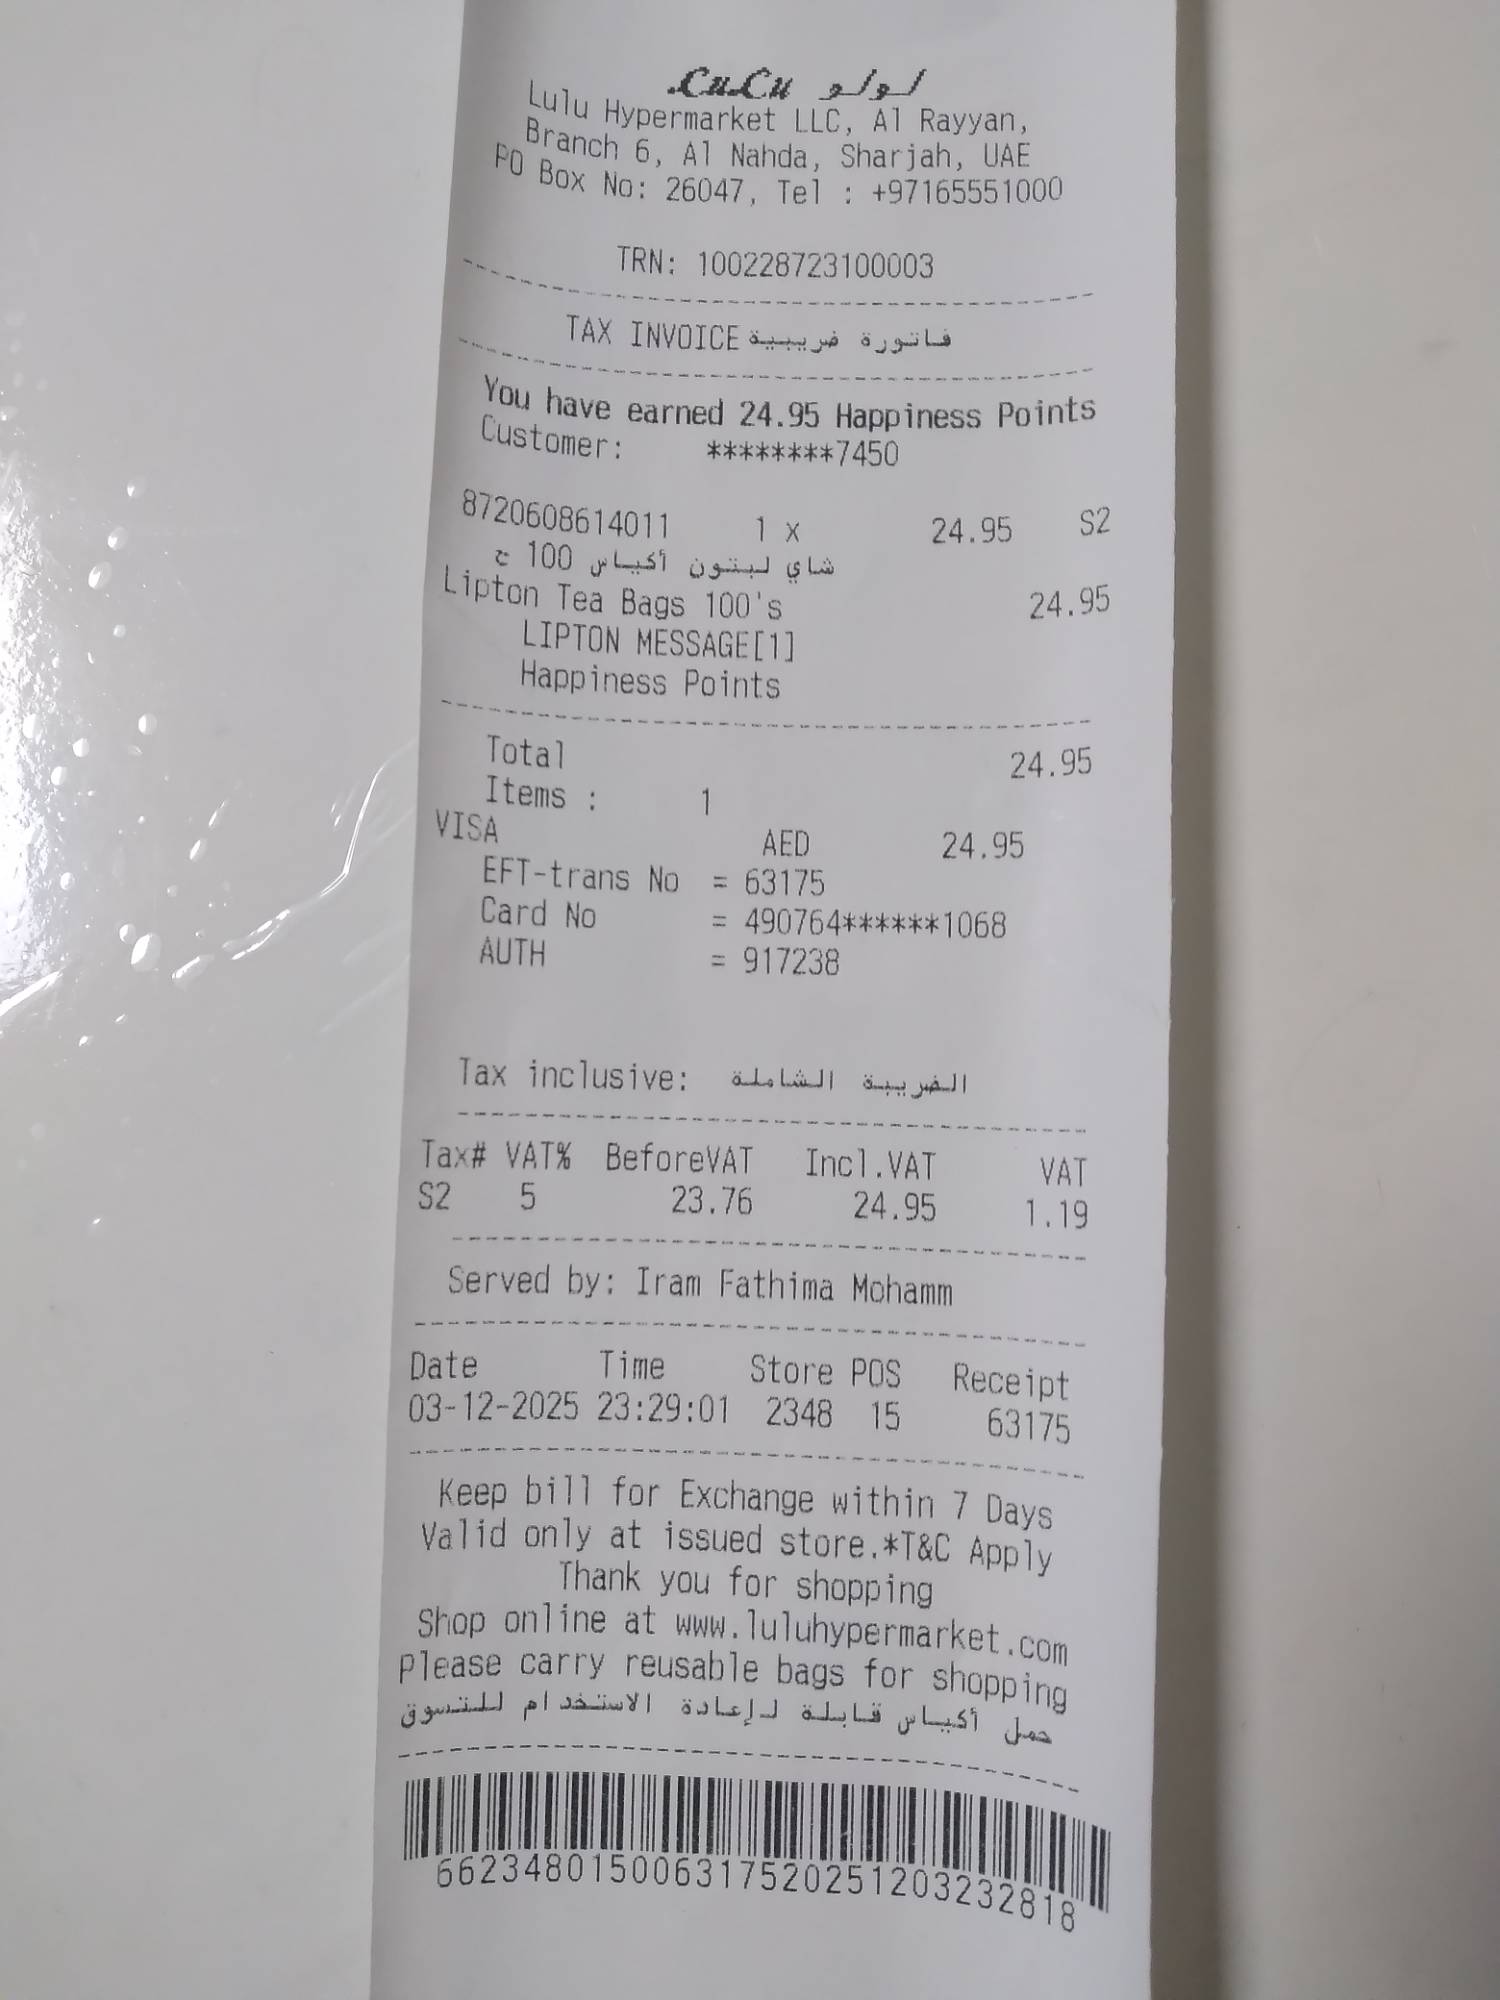 LuLu لولو
Lulu Hypermarket LLC, Al Rayyan,
Branch 6, Al Nahda, Sharjah, UAE
PO Box No: 26047, Tel : +97165551000
TRN: 100228723100003
TAX INVOICE فاتورة ضريبية
You have earned 24.95 Happiness Points
Customer: ********7450
8720608614011 1 x 24.95 S2
شاي لبتون أكياس 100 ح
Lipton Tea Bags 100's 24.95
LIPTON MESSAGE[1]
Happiness Points
Total 24.95
Items : 1
VISA AED 24.95
EFT-trans No = 63175
Card No = 490764******1068
AUTH = 917238
Tax inclusive: الضريبة الشاملة
Tax# VAT% BeforeVAT Incl.VAT VAT
S2 5 23.76 24.95 1.19
Served by: Iram Fathima Mohamm
Date Time Store POS Receipt
03-12-2025 23:29:01 2348 15 63175
Keep bill for Exchange within 7 Days
Valid only at issued store.*T&C Apply
Thank you for shopping
Shop online at www.luluhypermarket.com
Please carry reusable bags for shopping
حمل أكياس قابلة لإعادة الاستخدام للتسوق
662348015006317520251203232818